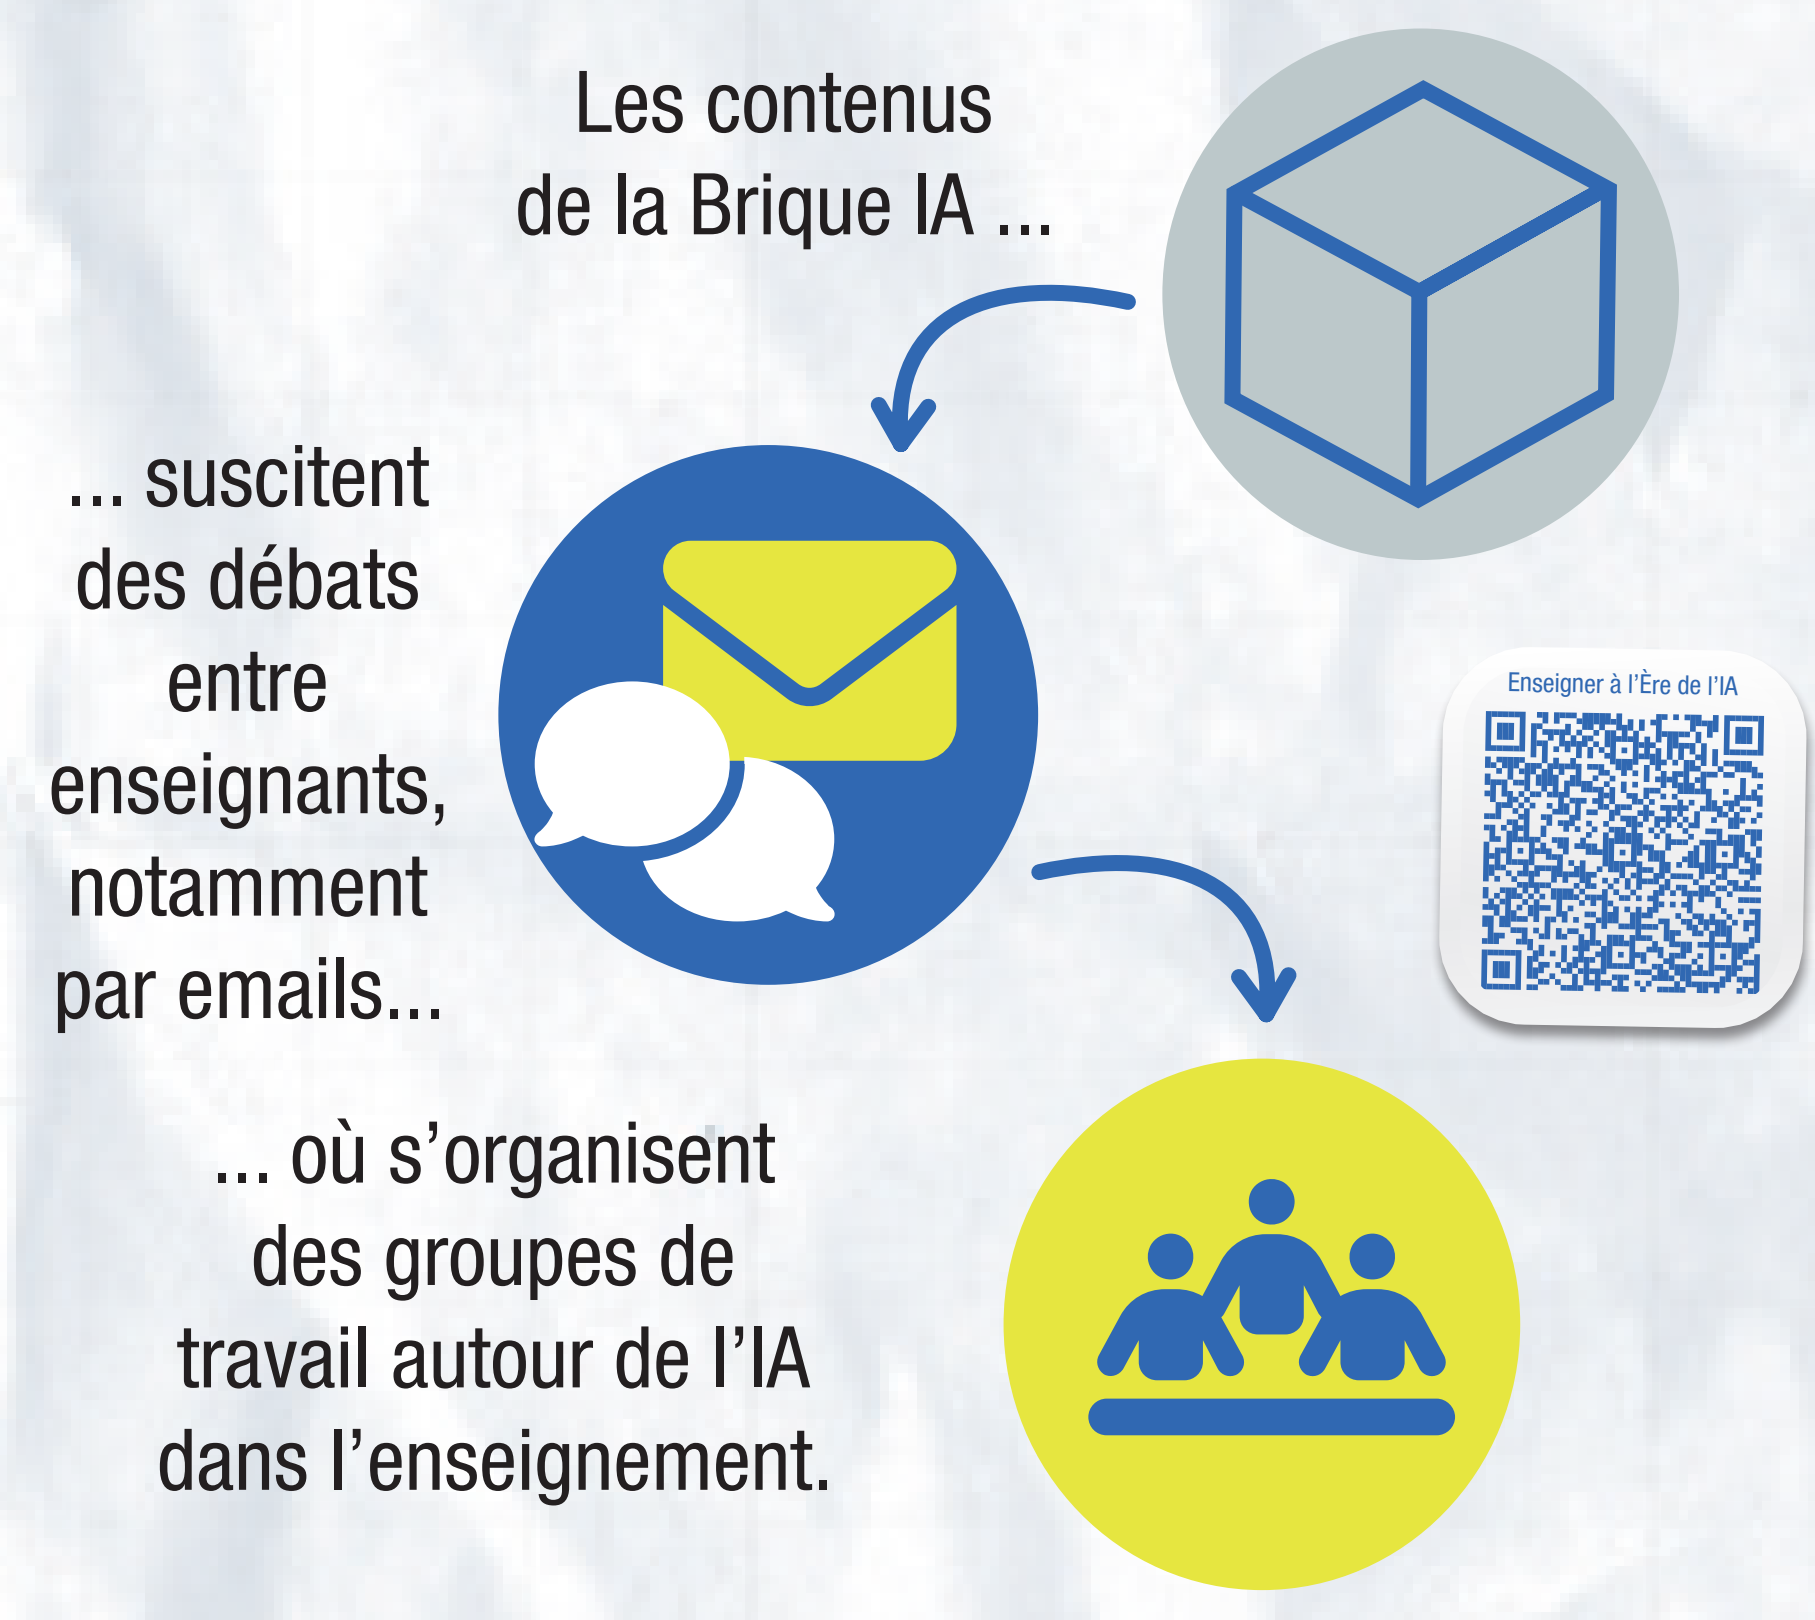 Les contenus
de la Brique IA ...
... suscitent
des débats
entre
enseignants,
notamment
par emails...
Enseigner à l’Ère de l’IA
... où s’organisent
des groupes de
travail autour de l’IA
dans l’enseignement.